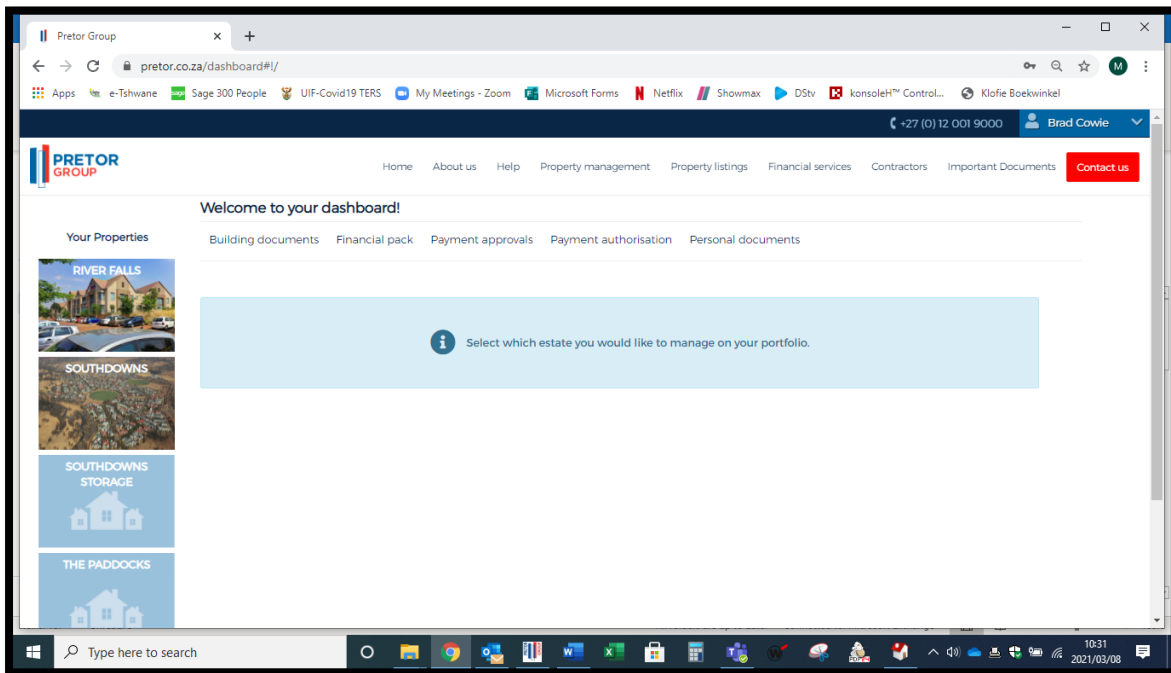 Pretor Group
pretor.co.za/dashboard#!/
M
Apps e-Tshwane Sage 300 People UIF-Covid19 TERS My Meetings - Zoom Microsoft Forms Netflix Showmax DStv konsoleH™ Control... Klofie Boekwinkel
+27 (0) 12 001 9000 Brad Cowie
PRETOR
GROUP
Home About us Help Property management Property listings Financial services Contractors Important Documents Contact us
Welcome to your dashboard!
Your Properties
Building documents Financial pack Payment approvals Payment authorisation Personal documents
RIVER FALLS
Select which estate you would like to manage on your portfolio.
SOUTHDOWNS
SOUTHDOWNS
STORAGE
THE PADDOCKS
Type here to search
10:31
2021/03/08